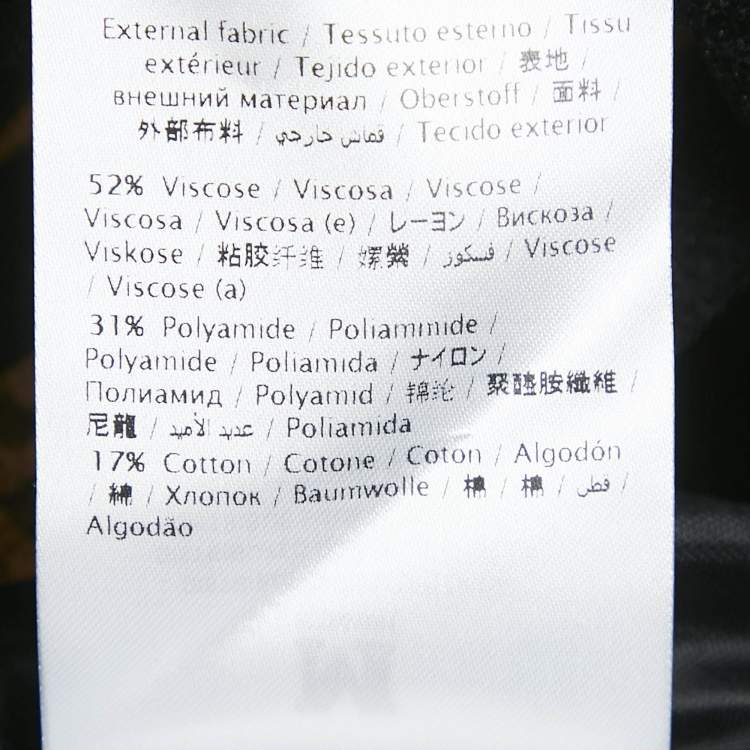 External fabric / Tessuto esterno / Tissu
extérieur / Tejido exterior / 表地 /
внешний материал / Oberstoff / 面料 /
外部布料 / قماش خارجي / Tecido exterior
52% Viscose / Viscosa / Viscose /
Viscosa / Viscosa (e) / レーヨン / Вискоза /
Viskose / 粘胶纤维 / 嫘縈 / فسكوز / Viscose
/ Viscose (a)
31% Polyamide / Poliammide /
Polyamide / Poliamida / ナイロン /
Полиамид / Polyamid / 锦纶 / 聚醯胺纖維 /
尼龍 / عديد الأميد / Poliamida
17% Cotton / Cotone / Coton / Algodón
/ 綿 / Хлопок / Baumwolle / 棉 / 棉 / قطن /
Algodão